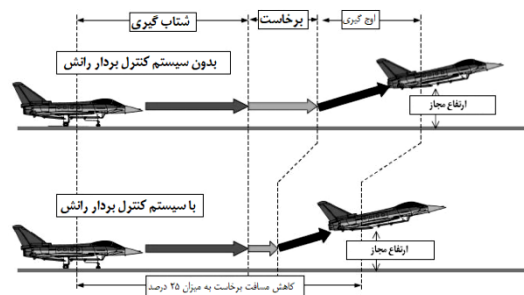 شتاب گیری
برخاست
اوج گیری
بدون سیستم کنترل بردار رانش
ارتفاع مجاز
با سیستم کنترل بردار رانش
ارتفاع مجاز
کاهش مسافت برخاست به میزان ۲۵ درصد